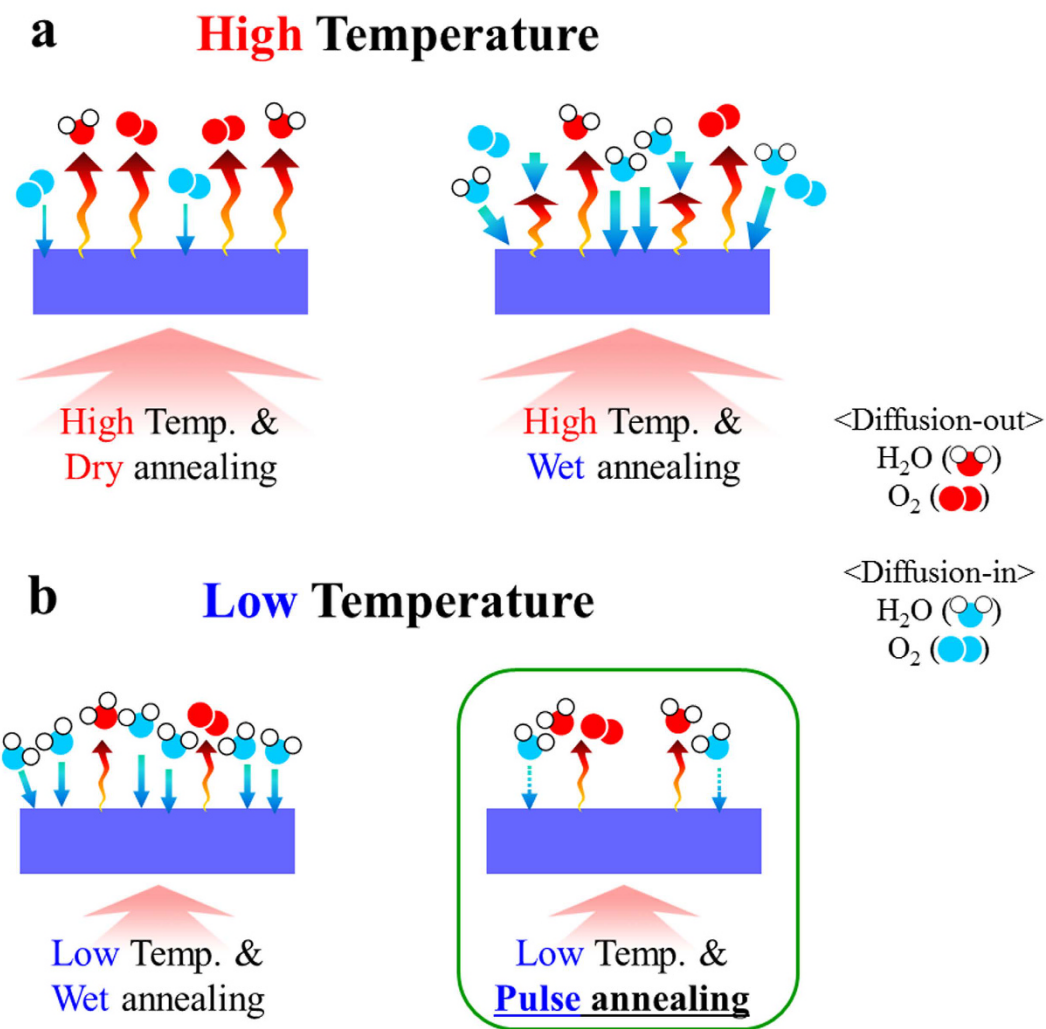 a
High Temperature
High Temp. &
Dry annealing
High Temp. &
Wet annealing
<Diffusion-out>
H₂O ( )
O₂ ( )
<Diffusion-in>
H₂O ( )
O₂ ( )
b
Low Temperature
Low Temp. &
Wet annealing
Low Temp. &
Pulse annealing